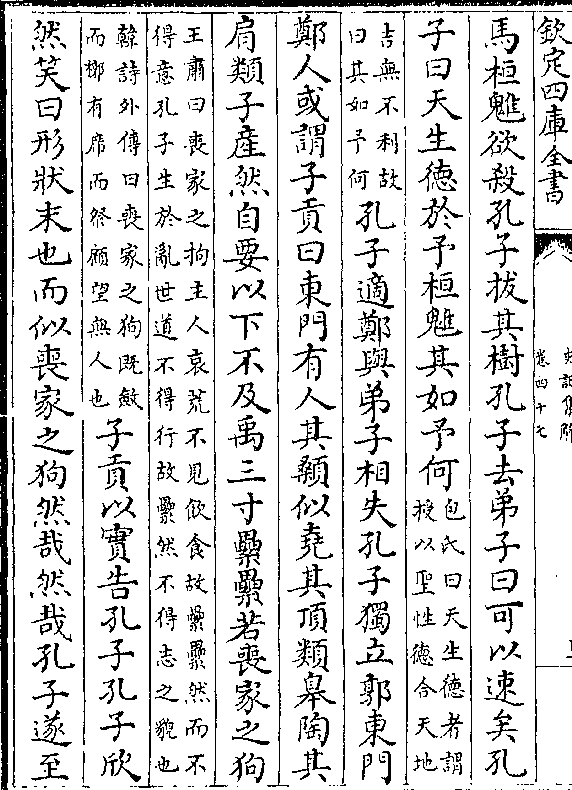 欽定四庫全書
史記集解
卷四十七
馬桓魋欲殺孔子拔其樹孔子去弟子曰可以速矣孔
子曰天生德於予桓魋其如予何
包氏曰天生德者謂
授以聖性德合天地
吉無不利故
曰其如予何
孔子適鄭與弟子相失孔子獨立郭東門
鄭人或謂子貢曰東門有人其顙似堯其項類皋陶其
肩類子産然自要以下不及禹三寸纍纍若喪家之狗
王肅曰喪家之狗主人哀荒不見飲食故纍纍然而不
得意孔子生於亂世道不得行故纍然不得志之貌也
韓詩外傳曰喪家之狗既斂
而槨有席而祭顧望無人也
子貢以實告孔子孔子欣
然笑曰形狀末也而似喪家之狗然哉然哉孔子遂至